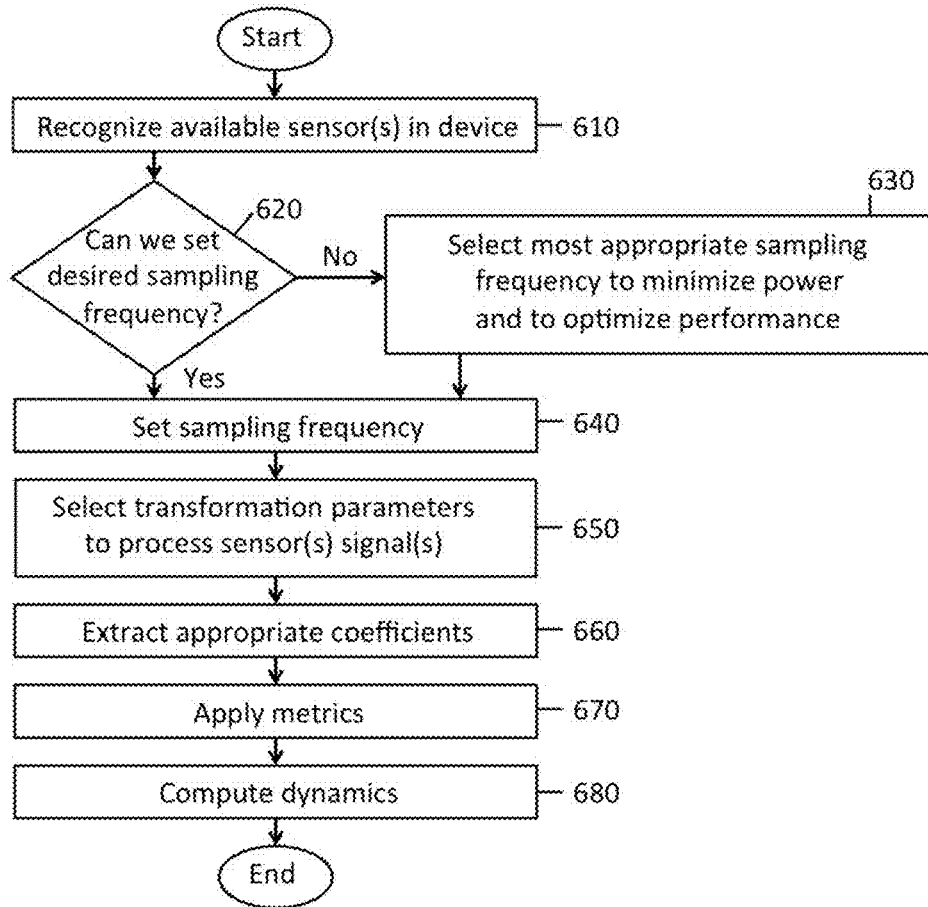 Start
Recognize available sensor(s) in device
610
620
Can we set
desired sampling
frequency?
No
630
Select most appropriate sampling
frequency to minimize power
and to optimize performance
Yes
Set sampling frequency
640
Select transformation parameters
to process sensor(s) signal(s)
650
Extract appropriate coefficients
660
Apply metrics
670
Compute dynamics
680
End